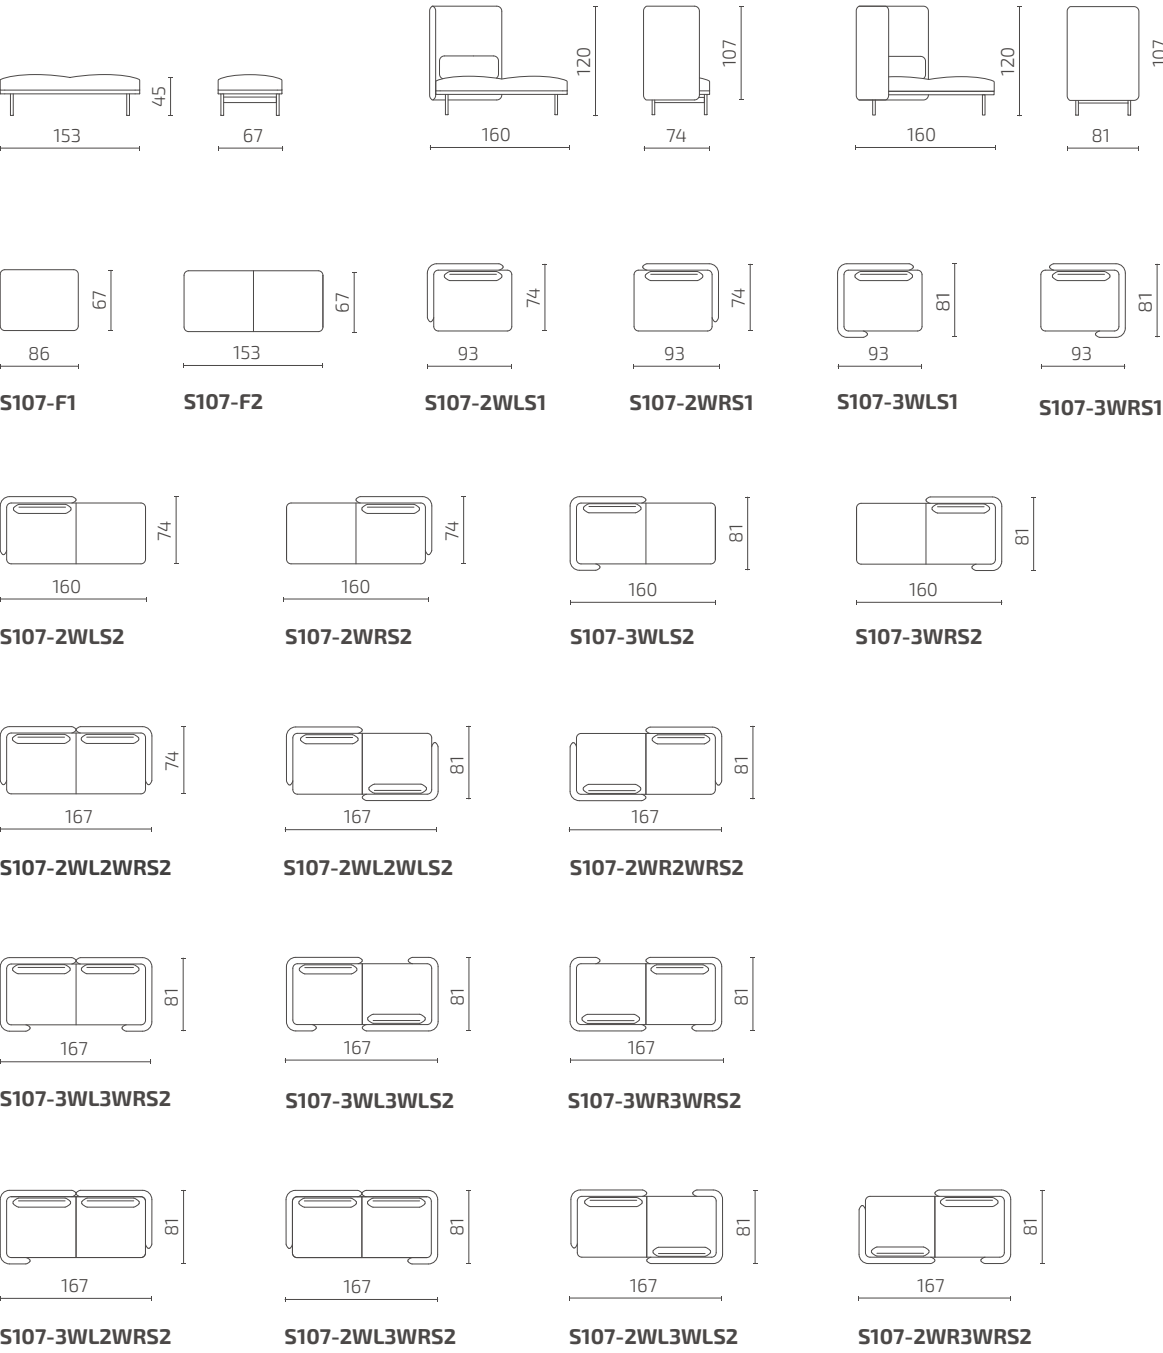 45
153
67
120
160
107
74
120
160
107
81
67
86
S107-F1
67
153
S107-F2
74
93
S107-2WLS1
74
93
S107-2WRS1
81
93
S107-3WLS1
81
93
S107-3WRS1
74
160
S107-2WLS2
74
160
S107-2WRS2
81
160
S107-3WLS2
81
160
S107-3WRS2
74
167
S107-2WL2WRS2
81
167
S107-2WL2WLS2
81
167
S107-2WR2WRS2
81
167
S107-3WL3WRS2
81
167
S107-3WL3WLS2
81
167
S107-3WR3WRS2
81
167
S107-3WL2WRS2
81
167
S107-2WL3WRS2
81
167
S107-2WL3WLS2
81
167
S107-2WR3WRS2